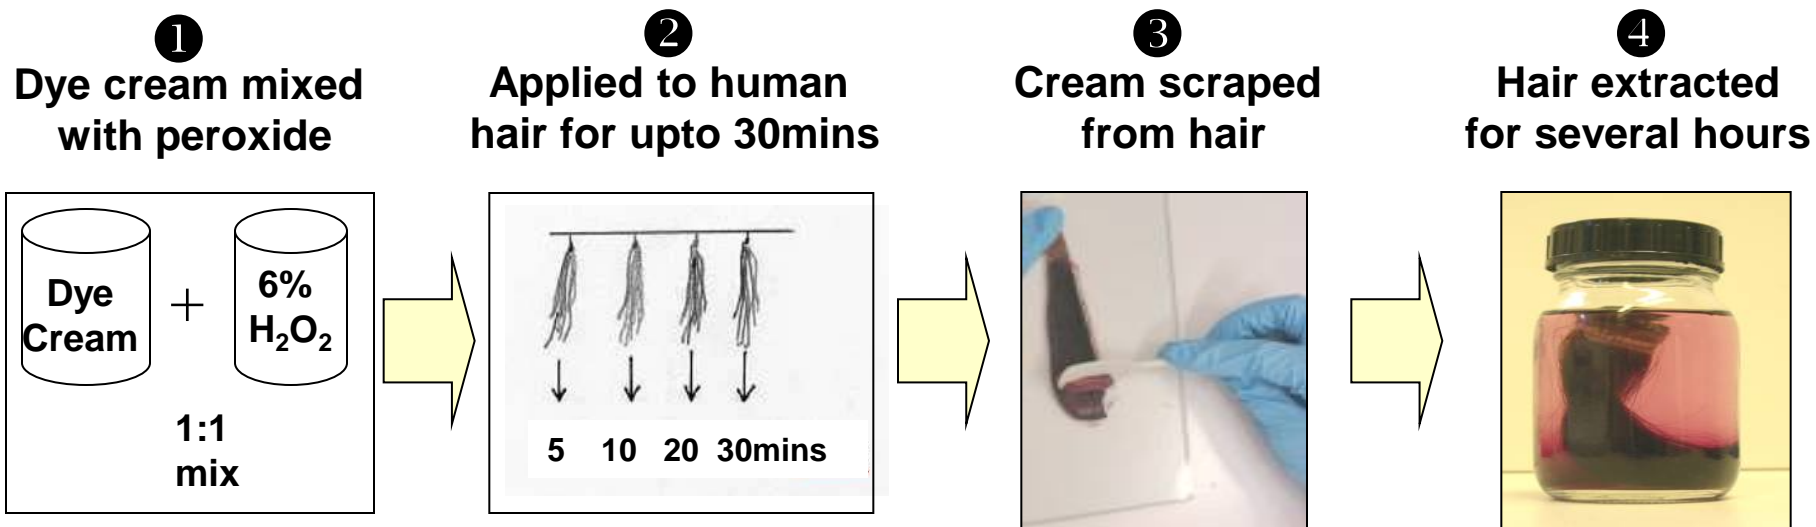 ❶
Dye cream mixed
with peroxide
Dye
Cream
+
6%
H₂O₂
1:1
mix
❷
Applied to human
hair for upto 30mins
5 10 20 30mins
❸
Cream scraped
from hair
❹
Hair extracted
for several hours